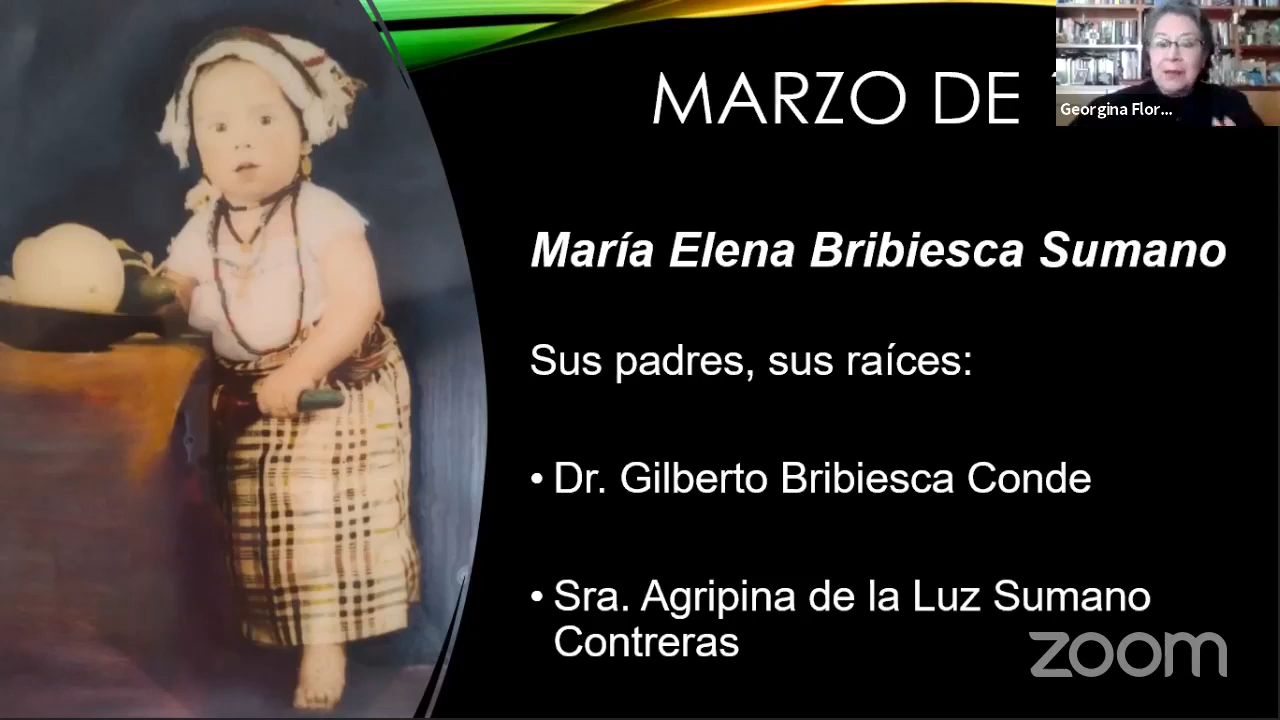 MARZO DE
Georgina Flor...
María Elena Bribiesca Sumano
Sus padres, sus raíces:
• Dr. Gilberto Bribiesca Conde
• Sra. Agripina de la Luz Sumano
Contreras
zoom